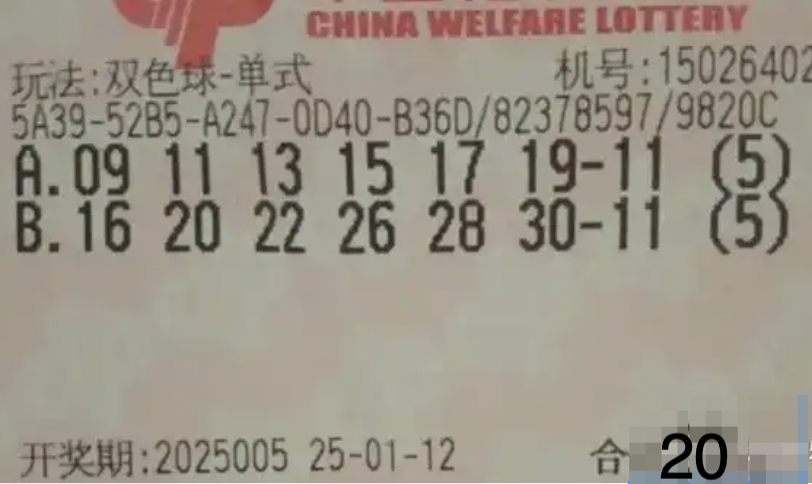 CHINA WELFARE LOTTERY
玩法:双色球-单式 机号:15026402
5A39-52B5-A247-0D40-B36D/82378597/9820C
A.09 11 13 15 17 19-11 (5)
B.16 20 22 26 28 30-11 (5)
开奖期:2025005 25-01-12 合 20